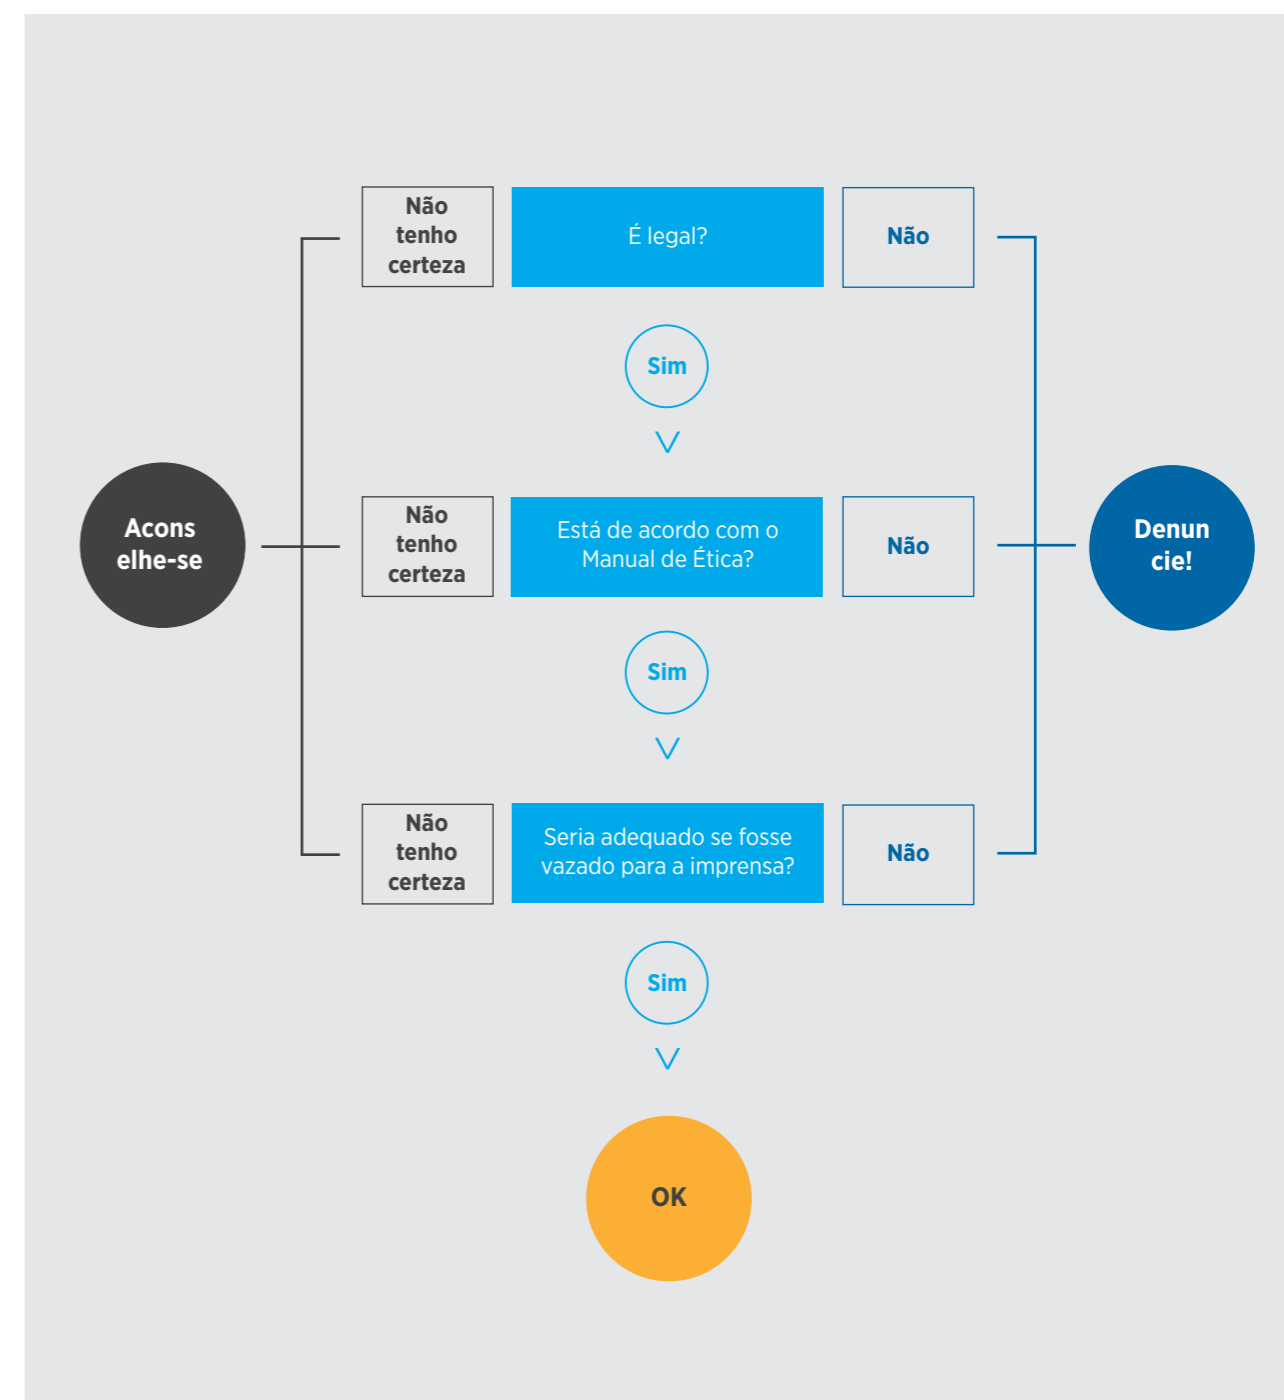 Não
tenho
certeza
É legal?
Não
Sim
Acons
elhe-se
Não
tenho
certeza
Está de acordo com o
Manual de Ética?
Não
Denun
cie!
Sim
Não
tenho
certeza
Seria adequado se fosse
vazado para a imprensa?
Não
Sim
OK